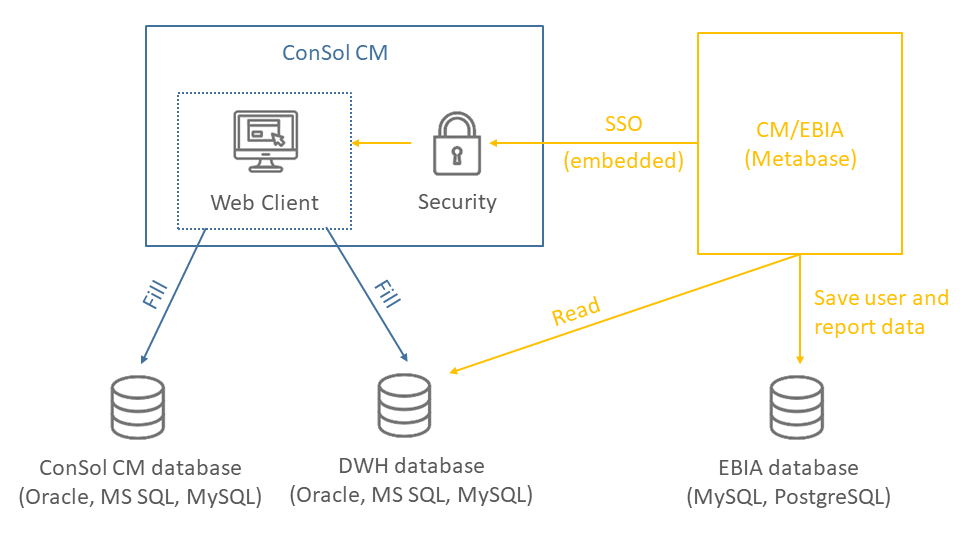 ConSol CM
Web Client
Security
SSO
(embedded)
CM/EBIA
(Metabase)
Fill
Fill
Read
Save user and
report data
ConSol CM database
(Oracle, MS SQL, MySQL)
DWH database
(Oracle, MS SQL, MySQL)
EBIA database
(MySQL, PostgreSQL)